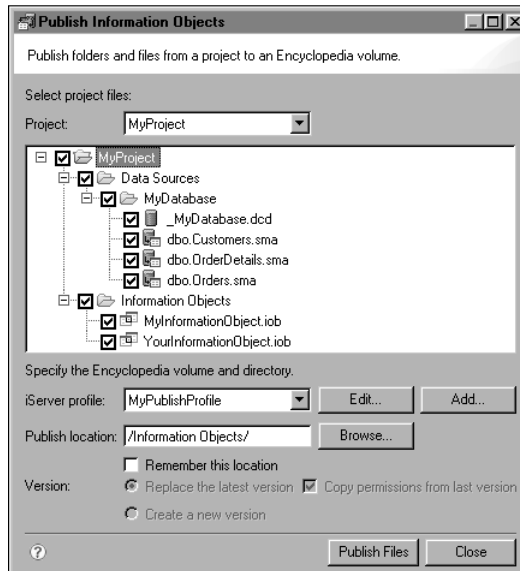 Publish Information Objects
Publish folders and files from a project to an Encyclopedia volume.
Select project files:
Project: MyProject
MyProject
Data Sources
MyDatabase
_MyDatabase.dcd
dbo.Customers.sma
dbo.OrderDetails.sma
dbo.Orders.sma
Information Objects
MyInformationObject.iob
YourInformationObject.iob
Specify the Encyclopedia volume and directory.
iServer profile: MyPublishProfile Edit... Add...
Publish location: /Information Objects/ Browse...
Remember this location
Version: Replace the latest version Copy permissions from last version
Create a new version
? Publish Files Close